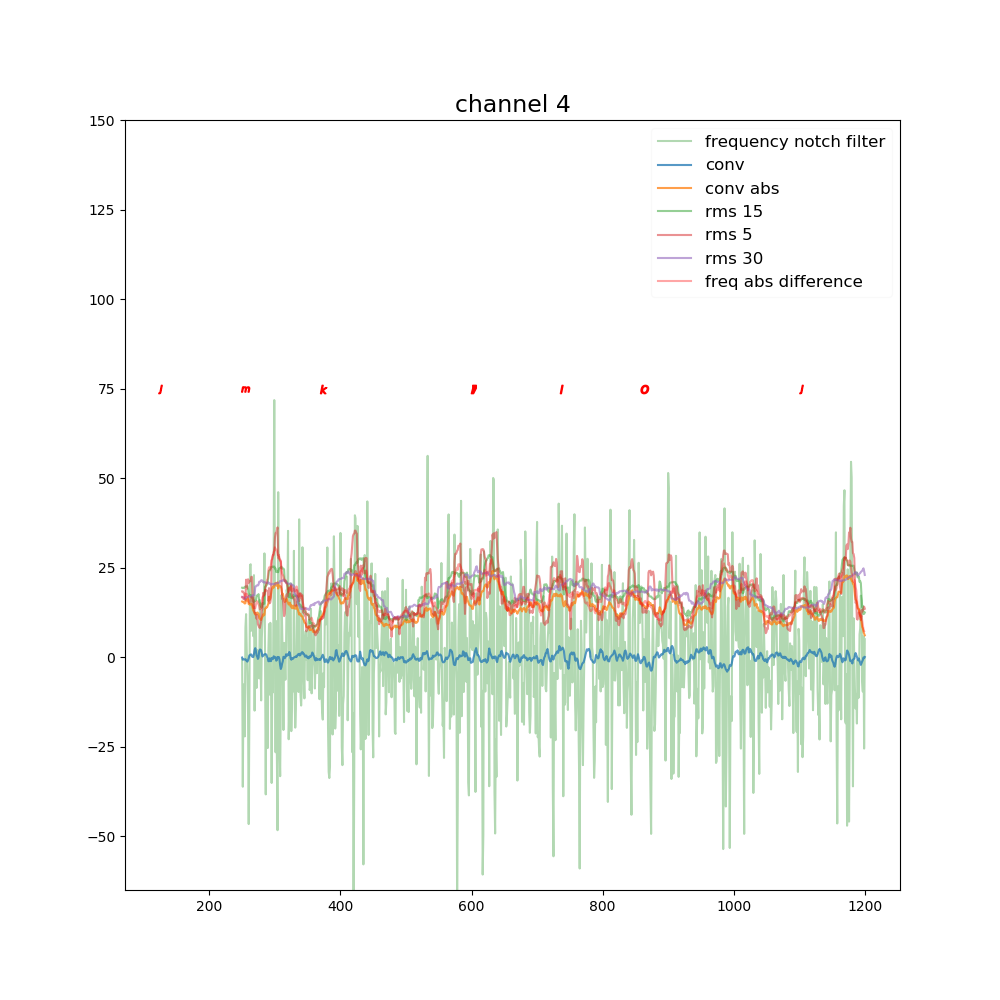 channel 4
150
125
100
75
50
25
0
−25
−50
frequency notch filter
conv
conv abs
rms 15
rms 5
rms 30
freq abs difference
m k O
200 400 600 800 1000 1200